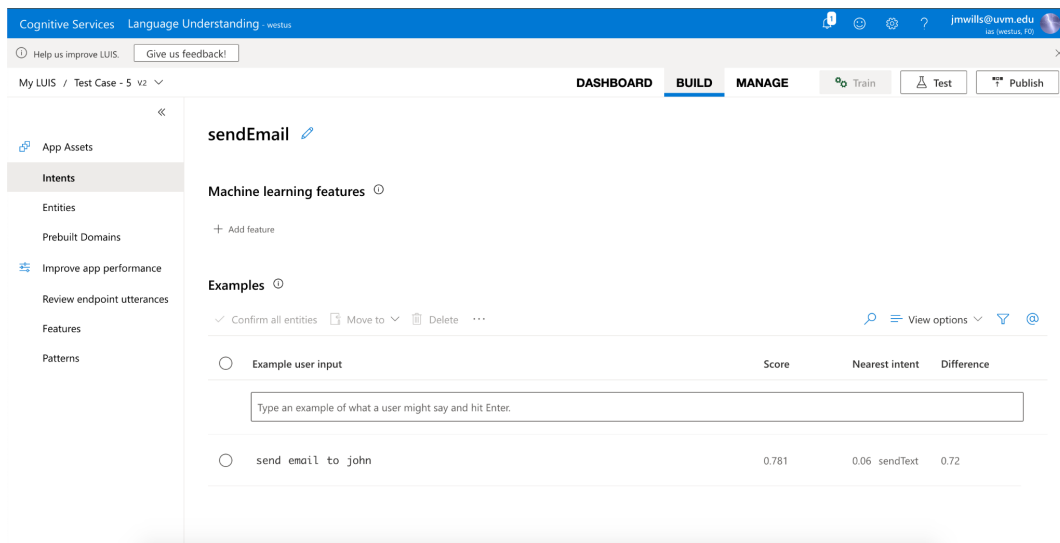 Cognitive Services Language Understanding - westus 1 ? jmwills@uvm.edu
ias (westus, F0)
Help us improve LUIS. Give us feedback!
My LUIS / Test Case - 5 V2 DASHBOARD BUILD MANAGE Train Test Publish
sendEmail
App Assets
Intents
Machine learning features
Entities
+ Add feature
Prebuilt Domains
Improve app performance
Examples
Review endpoint utterances
Confirm all entities Move to Delete ... View options @
Features
Patterns
Example user input Score Nearest intent Difference
Type an example of what a user might say and hit Enter.
send email to john 0.781 0.06 sendText 0.72